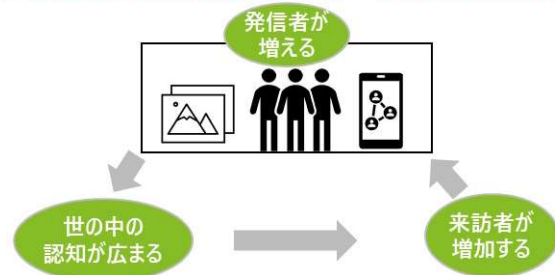 発信者が
増える
世の中の
認知が広まる
来訪者が
増加する